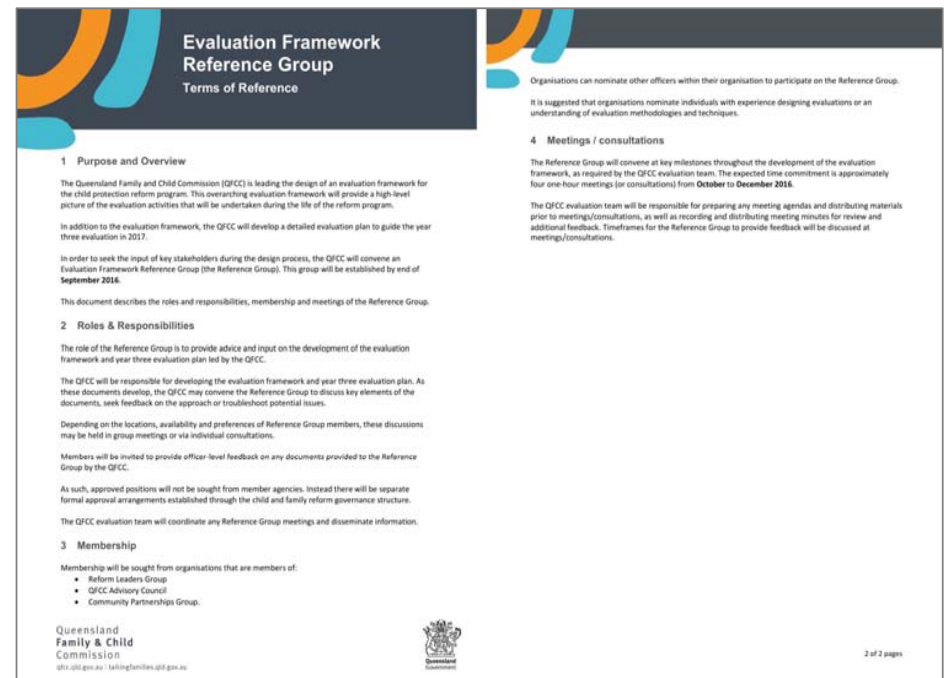 Evaluation Framework
Reference Group
Terms of Reference
1 Purpose and Overview
The Queensland Family and Child Commission (QFCC) is leading the design of an evaluation framework for
the child protection reform program. This overarching evaluation framework will provide a high-level
picture of the evaluation activities that will be undertaken during the life of the reform program.
In addition to the evaluation framework, the QFCC will develop a detailed evaluation plan to guide the year
three evaluation in 2017.
In order to seek the input of key stakeholders during the design process, the QFCC will convene an
Evaluation Framework Reference Group (the Reference Group). This group will be established by end of
September 2016.
This document describes the roles and responsibilities, membership and meetings of the Reference Group.
2 Roles & Responsibilities
The role of the Reference Group is to provide advice and input on the development of the evaluation
framework and year three evaluation plan led by the QFCC.
The QFCC will be responsible for developing the evaluation framework and year three evaluation plan. As
these documents develop, the QFCC may convene the Reference Group to discuss key elements of the
documents, seek feedback on the approach or troubleshoot potential issues.
Depending on the locations, availability and preferences of Reference Group members, these discussions
may be held in group meetings or via individual consultations.
Members will be invited to provide officer-level feedback on any documents provided to the Reference
Group by the QFCC.
As such, approved positions will not be sought from member agencies. Instead there will be separate
formal approval arrangements established through the child and family reform governance structure.
The QFCC evaluation team will coordinate any Reference Group meetings and disseminate information.
3 Membership
Membership will be sought from organisations that are members of:
• Reform Leaders Group
• QFCC Advisory Council
• Community Partnerships Group.
Queensland
Family & Child
Commission
qfcc.qld.gov.au | talkingfamilies.qld.gov.au
Queensland
Government
Organisations can nominate other officers within their organisation to participate on the Reference Group.
It is suggested that organisations nominate individuals with experience designing evaluations or an
understanding of evaluation methodologies and techniques.
4 Meetings / consultations
The Reference Group will convene at key milestones throughout the development of the evaluation
framework, as required by the QFCC evaluation team. The expected time commitment is approximately
four one-hour meetings (or consultations) from October to December 2016.
The QFCC evaluation team will be responsible for preparing any meeting agendas and distributing materials
prior to meetings/consultations, as well as recording and distributing meeting minutes for review and
additional feedback. Timeframes for the Reference Group to provide feedback will be discussed at
meetings/consultations.
2 of 2 pages